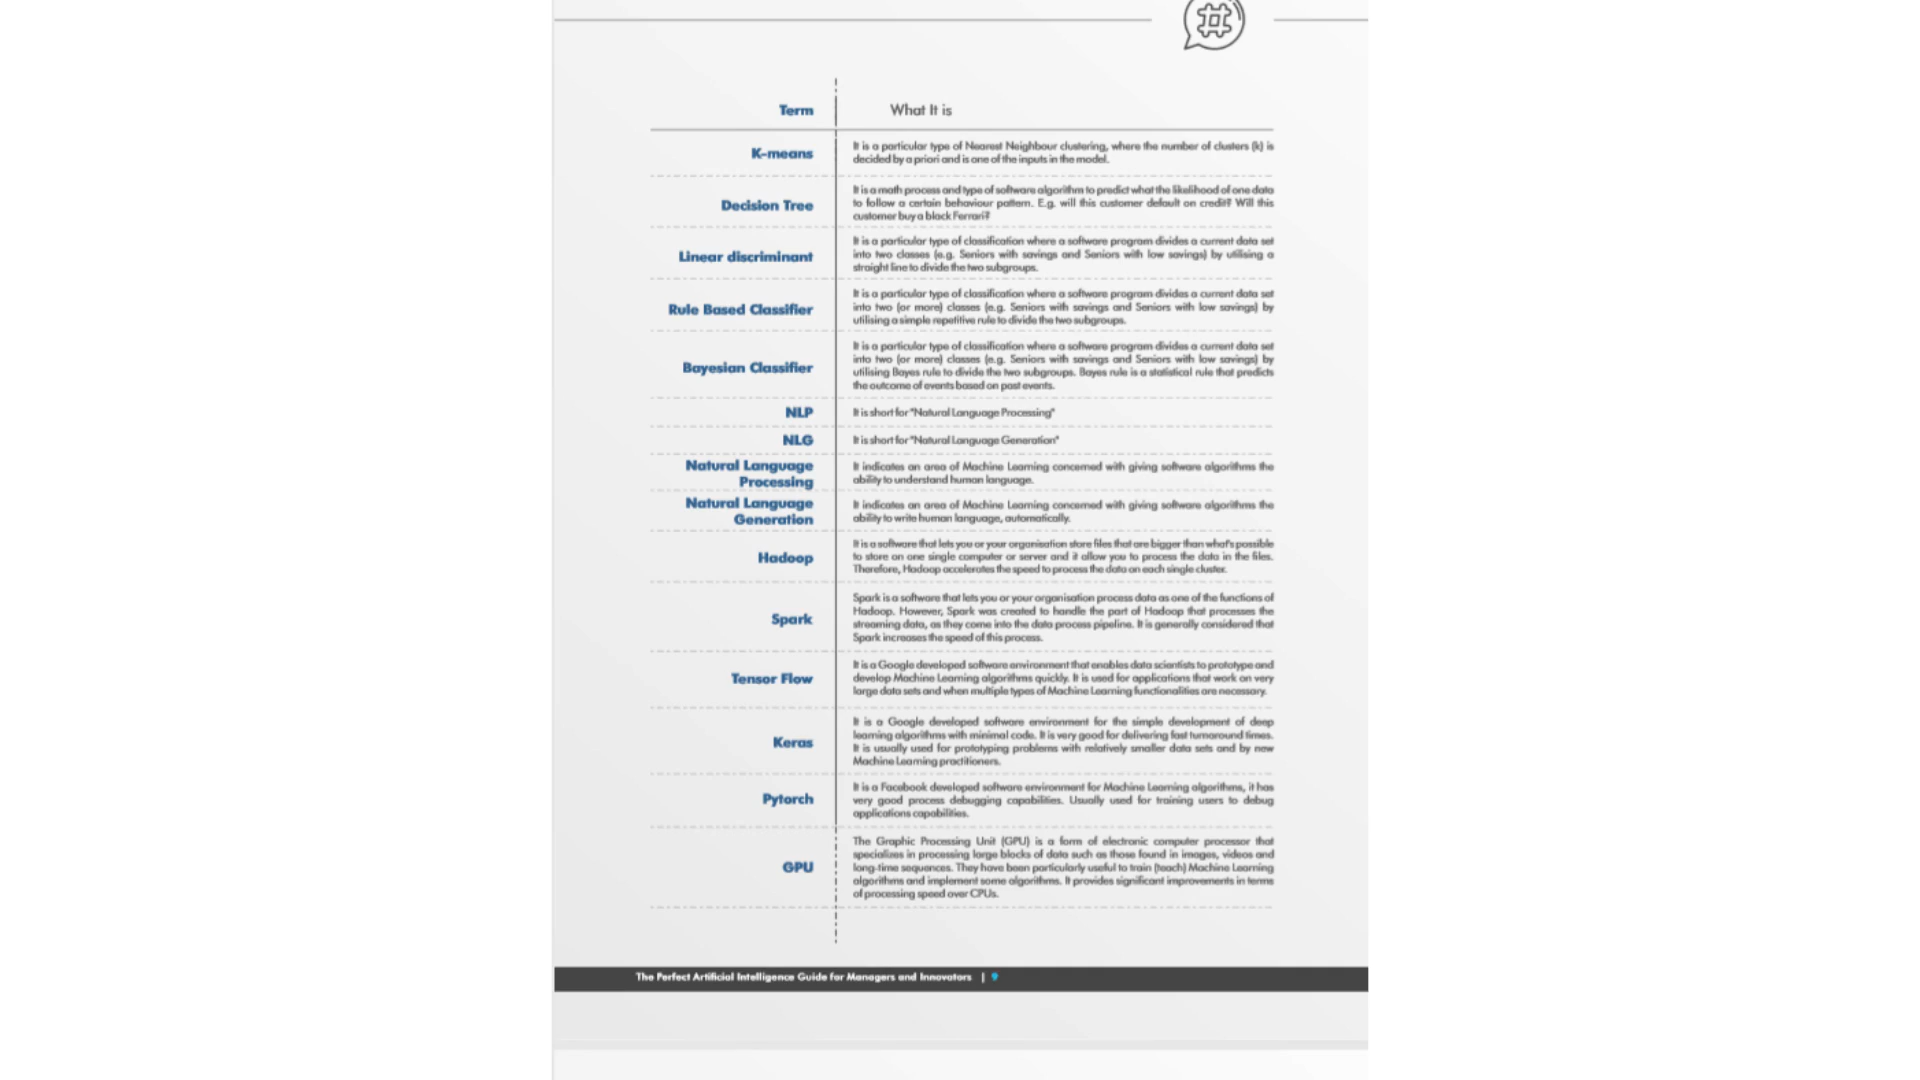 #
Term
What It is
K-means
It is a particular type of Nearest Neighbour clustering, where the number of clusters (k) is
decided by a priori and is one of the inputs in the model.
Decision Tree
It is a math process and type of software algorithm to predict what the likelihood of one data
to follow a certain behaviour pattern. E.g. will this customer default on credit? Will this
customer buy a black Ferrari?
Linear discriminant
It is a particular type of classification where a software program divides a current data set
into two classes (e.g. Seniors with savings and Seniors with low savings) by utilising a
straight line to divide the two subgroups.
Rule Based Classifier
It is a particular type of classification where a software program divides a current data set
into two (or more) classes (e.g. Seniors with savings and Seniors with low savings) by
utilising a simple repetitive rule to divide the two subgroups.
Bayesian Classifier
It is a particular type of classification where a software program divides a current data set
into two (or more) classes (e.g. Seniors with savings and Seniors with low savings) by
utilising Bayes rule to divide the two subgroups. Bayes rule is a statistical rule that predicts
the outcome of events based on past events.
NLP
It is short for "Natural Language Processing"
NLG
It is short for "Natural Language Generation"
Natural Language
Processing
It indicates an area of Machine Learning concerned with giving software algorithms the
ability to understand human language.
Natural Language
Generation
It indicates an area of Machine Learning concerned with giving software algorithms the
ability to write human language, automatically.
Hadoop
It is a software that lets you or your organisation store files that are bigger than what's possible
to store on one single computer or server and it allow you to process the data in the files.
Therefore, Hadoop accelerates the speed to process the data on each single cluster.
Spark
Spark is a software that lets you or your organisation process data as one of the functions of
Hadoop. However, Spark was created to handle the part of Hadoop that processes the
streaming data, as they come into the data process pipeline. It is generally considered that
Spark increases the speed of this process.
Tensor Flow
It is a Google developed software environment that enables data scientists to prototype and
develop Machine Learning algorithms quickly. It is used for applications that work on very
large data sets and when multiple types of Machine Learning functionalities are necessary.
Keras
It is a Google developed software environment for the simple development of deep
learning algorithms with minimal code. It is very good for delivering fast turnaround times.
It is usually used for prototyping problems with relatively smaller data sets and by new
Machine Learning practitioners.
Pytorch
It is a Facebook developed software environment for Machine Learning algorithms, it has
very good process debugging capabilities. Usually used for training users to debug
applications capabilities.
GPU
The Graphic Processing Unit (GPU) is a form of electronic computer processor that
specializes in processing large blocks of data such as those found in images, videos and
long-time sequences. They have been particularly useful to train (teach) Machine Learning
algorithms and implement some algorithms. It provides significant improvements in terms
of processing speed over CPUs.
The Perfect Artificial Intelligence Guide for Managers and Innovators | 9